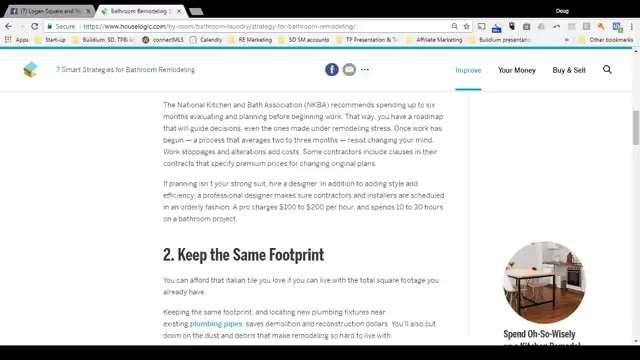 Doug
Logan Square and N
Bathroom Remodeling
https://www.houselogic.com/by-room/bathroom-laundry/strategy-for-bathroom-remodeling/
Apps
Start-up
Buildium, SD, TP&k
connectMLS
Calendly
Real Estate
Marketing
RE School
SD SM accounts
TP Presentation & T
Affiliate Marketing
Buildium presentation
Other bookmarks
7 Smart Strategies for Bathroom Remodeling
Improve
Your Money
Buy & Sell
The National Kitchen and Bath Association (NKBA) recommends spending up to six
months evaluating and planning before beginning work. That way, you have a roadmap
that will guide decisions, even the ones made under remodeling stress. Once work has
begun — a process that averages two to three months — resist changing your mind.
Work stoppages and alterations add costs. Some contractors include clauses in their
contracts that specify premium prices for changing original plans.
If planning isn't your strong suit, hire a designer. In addition to adding style and
efficiency, a professional designer makes sure contractors and installers are scheduled
in an orderly fashion. A pro charges $100 to $200 per hour, and spends 10 to 30 hours
on a bathroom project.
2. Keep the Same Footprint
You can afford that Italian tile you love if you can live with the total square footage you
already have.
Keeping the same footprint, and locating new plumbing fixtures near
existing plumbing pipes, saves demolition and reconstruction dollars. You'll also cut
down on the dust and debris that make remodeling so hard to live with.
Spend Oh-So-Wisely
on a Kitchen Remodel